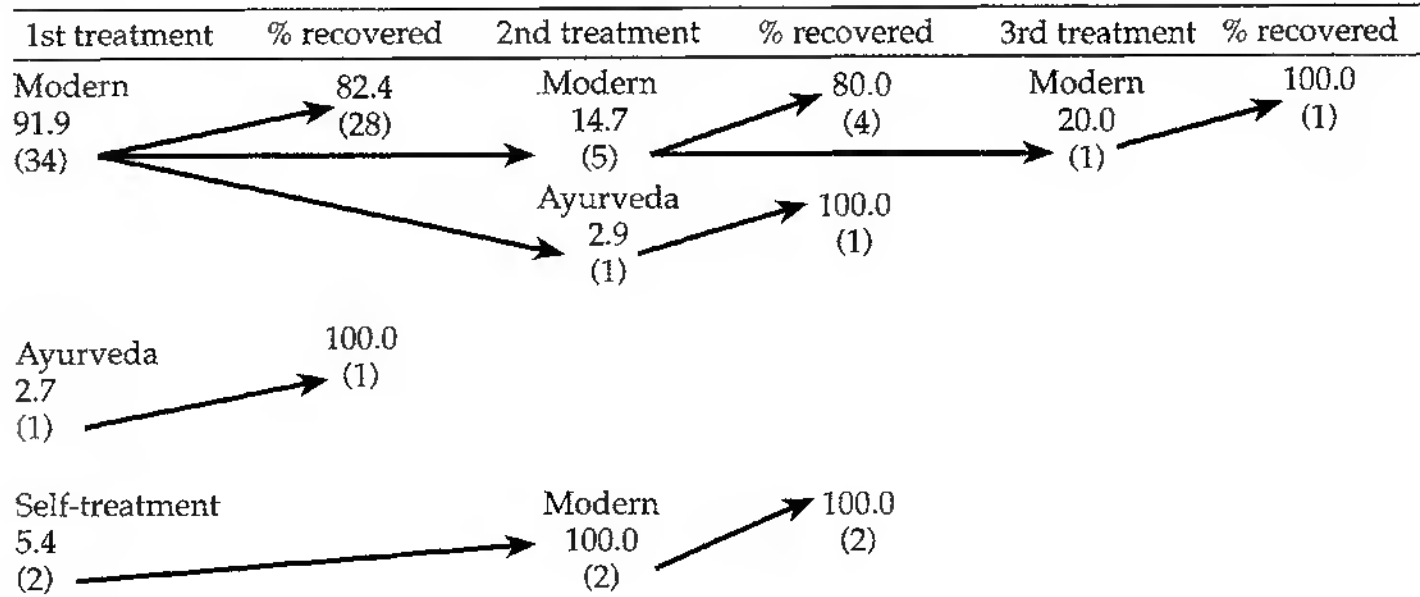 1st treatment % recovered 2nd treatment % recovered 3rd treatment % recovered
Modern 82.4 Modern 80.0 Modern 100.0
91.9 (28) 14.7 (4) 20.0 (1)
(34) (5) (1)
Ayurveda 100.0
2.9 (1)
(1)
Ayurveda 100.0
2.7 (1)
(1)
Self-treatment Modern 100.0
5.4 100.0 (2)
(2) (2)